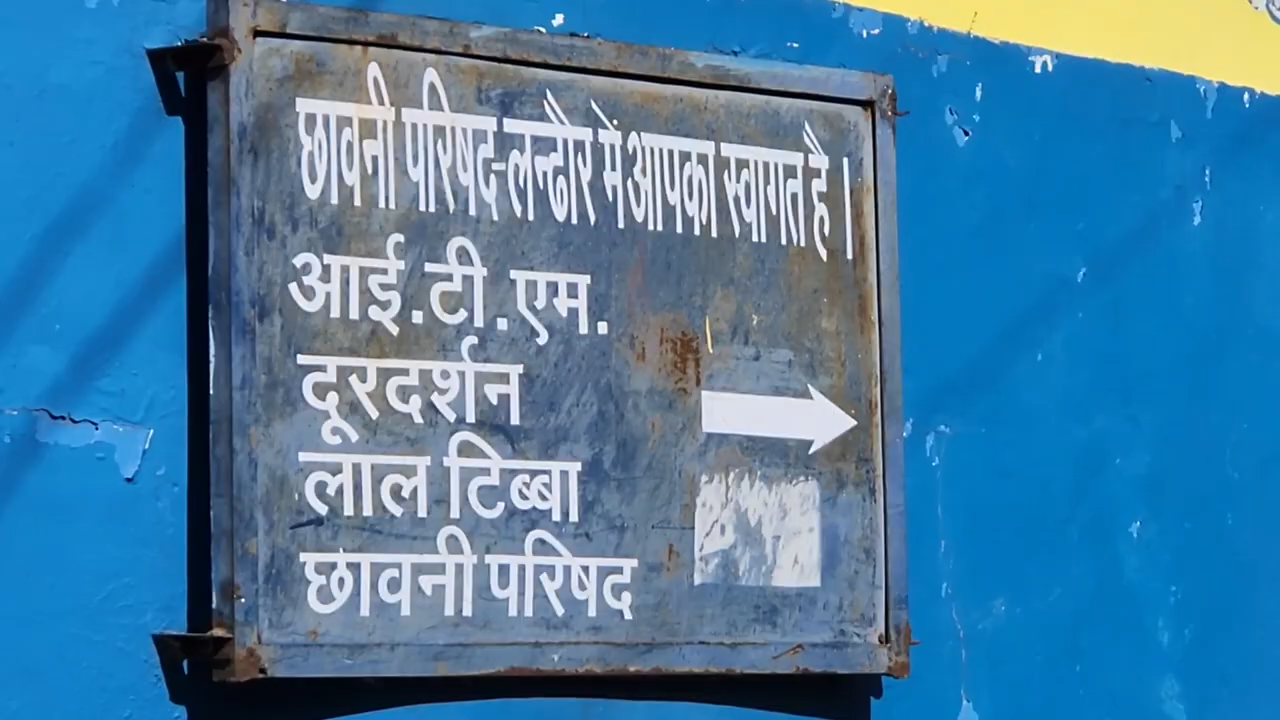 छावनी परिषद-लन्ढौर में आपका स्वागत है ।
आई.टी.एम.
दूरदर्शन
लाल टिब्बा
छावनी परिषद